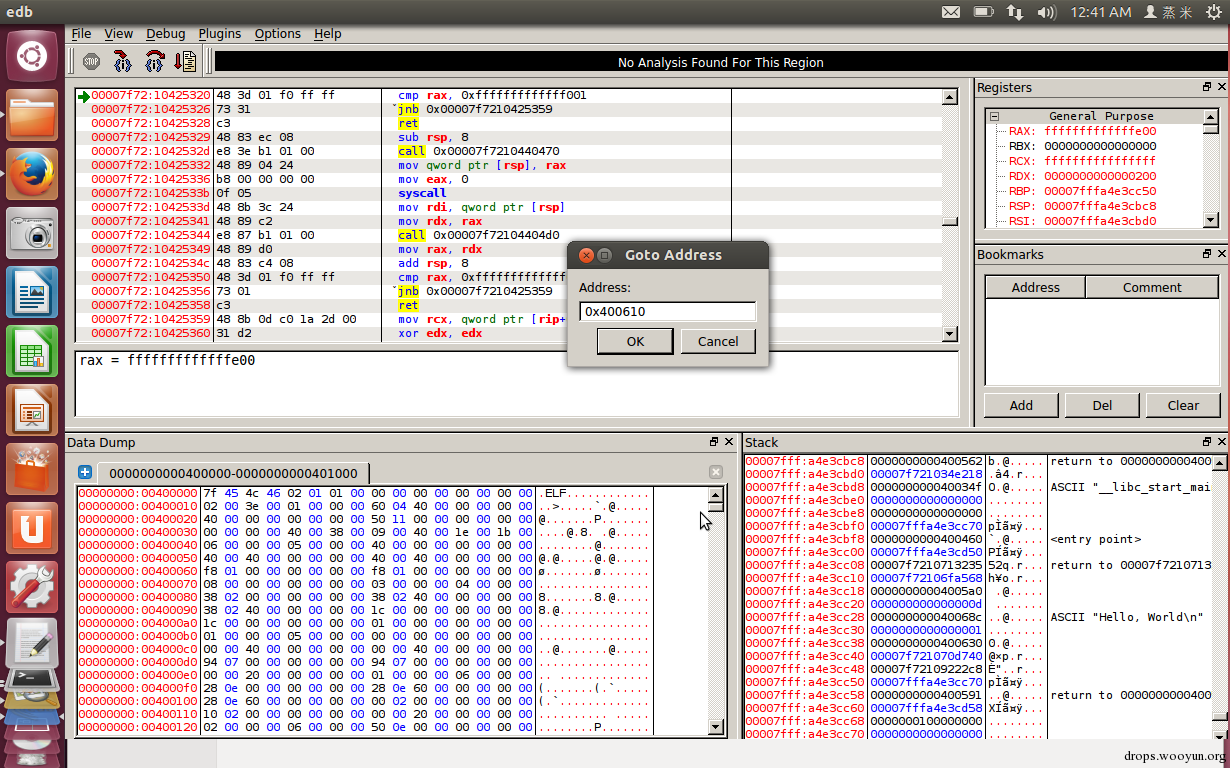 edb
12:41 AM 蒸 米
File View Debug Plugins Options Help
STOP
No Analysis Found For This Region
00007f72:10425320 48 3d 01 f0 ff ff cmp rax, 0xfffffffffffff001
00007f72:10425326 73 31 jnb 0x00007f7210425359
00007f72:10425328 c3 ret
00007f72:10425329 48 83 ec 08 sub rsp, 8
00007f72:1042532d e8 3e b1 01 00 call 0x00007f7210440470
00007f72:10425332 48 89 04 24 mov qword ptr [rsp], rax
00007f72:10425336 b8 00 00 00 00 mov eax, 0
00007f72:1042533b 0f 05 syscall
00007f72:1042533d 48 8b 3c 24 mov rdi, qword ptr [rsp]
00007f72:10425341 48 89 c2 mov rdx, rax
00007f72:10425344 e8 87 b1 01 00 call 0x00007f72104404d0
00007f72:10425349 48 89 d0 mov rax, rdx
00007f72:1042534c 48 83 c4 08 add rsp, 8
00007f72:10425350 48 3d 01 f0 ff ff cmp rax, 0xfffffffffffff
00007f72:10425356 73 01 jnb 0x00007f7210425359
00007f72:10425358 c3 ret
00007f72:10425359 48 8b 0d c0 1a 2d 00 mov rcx, qword ptr [rip+
00007f72:10425360 31 d2 xor edx, edx
rax = fffffffffffffe00
Goto Address
Address:
0x400610
OK Cancel
Registers
General Purpose
RAX: fffffffffffffe00
RBX: 0000000000000000
RCX: ffffffffffffffff
RDX: 0000000000000200
RBP: 00007fffa4e3cc50
RSP: 00007fffa4e3cbc8
RSI: 00007fffa4e3cbd0
Bookmarks
Address Comment
Add Del Clear
Data Dump
0000000000400000-0000000000401000
00000000:00400000 7f 45 4c 46 02 01 01 00 00 00 00 00 00 00 00 00 .ELF............
00000000:00400010 02 00 3e 00 01 00 00 00 60 04 40 00 00 00 00 00 ..>.....`.@.....
00000000:00400020 40 00 00 00 00 00 00 00 50 11 00 00 00 00 00 00 @.......P.......
00000000:00400030 00 00 00 00 40 00 38 00 09 00 40 00 1e 00 1b 00 ....@.8...@.....
00000000:00400040 06 00 00 00 05 00 00 00 40 00 00 00 00 00 00 00 ........@.......
00000000:00400050 40 00 40 00 00 00 00 00 40 00 40 00 00 00 00 00 @.@.....@.@.....
00000000:00400060 f8 01 00 00 00 00 00 00 f8 01 00 00 00 00 00 00 ø.......ø.......
00000000:00400070 08 00 00 00 00 00 00 00 03 00 00 00 04 00 00 00 ................
00000000:00400080 38 02 00 00 00 00 00 00 38 02 40 00 00 00 00 00 8.......8.@.....
00000000:00400090 38 02 40 00 00 00 00 00 1c 00 00 00 00 00 00 00 8.@.............
00000000:004000a0 1c 00 00 00 00 00 00 00 01 00 00 00 00 00 00 00 ................
00000000:004000b0 01 00 00 00 05 00 00 00 00 00 00 00 00 00 00 00 ................
00000000:004000c0 00 00 40 00 00 00 00 00 00 00 40 00 00 00 00 00 ..@.......@.....
00000000:004000d0 94 07 00 00 00 00 00 00 94 07 00 00 00 00 00 00 ................
00000000:004000e0 00 00 20 00 00 00 00 00 01 00 00 00 06 00 00 00 .. .............
00000000:004000f0 28 0e 00 00 00 00 00 00 28 0e 60 00 00 00 00 00 (.......(.`.....
00000000:00400100 28 0e 60 00 00 00 00 00 00 02 00 00 00 00 00 00 (.`.............
00000000:00400110 10 02 00 00 00 00 00 00 00 00 20 00 00 00 00 00 .......... .....
00000000:00400120 02 00 00 00 06 00 00 00 50 0e 00 00 00 00 00 00 ........P.......
Stack
00007fff:a4e3cbc8 0000000000400562 b.@..... return to 0000000000400
00007fff:a4e3cbd0 00007f721034e218 .â4.r...
00007fff:a4e3cbd8 000000000040034f O.@..... ASCII "__libc_start_mai
00007fff:a4e3cbe0 0000000000000000 ........
00007fff:a4e3cbe8 0000000000000000 ........
00007fff:a4e3cbf0 00007fffa4e3cc70 pÌã¤ÿ...
00007fff:a4e3cbf8 0000000000400460 `.@..... <entry point>
00007fff:a4e3cc00 00007fffa4e3cd50 PÍã¤ÿ...
00007fff:a4e3cc08 00007f7210713235 52q.r... return to 00007f7210713
00007fff:a4e3cc10 00007f72106fa568 h¥o.r...
00007fff:a4e3cc18 00000000004005a0 .@.....
00007fff:a4e3cc20 000000000000000d ........
00007fff:a4e3cc28 000000000040068c ..@..... ASCII "Hello, World\n"
00007fff:a4e3cc30 0000000000000001 ........
00007fff:a4e3cc38 0000000000400630 0.@.....
00007fff:a4e3cc40 00007f721070d740 @×p.r...
00007fff:a4e3cc48 00007f72109222c8 È"..r...
00007fff:a4e3cc50 00007fffa4e3cc70 pÌã¤ÿ...
00007fff:a4e3cc58 0000000000400591 ..@..... return to 0000000000400
00007fff:a4e3cc60 00007fffa4e3cd58 XÍã¤ÿ...
00007fff:a4e3cc68 0000000100000000 ........
00007fff:a4e3cc70 0000000000000000 ........
drops.wooyun.org